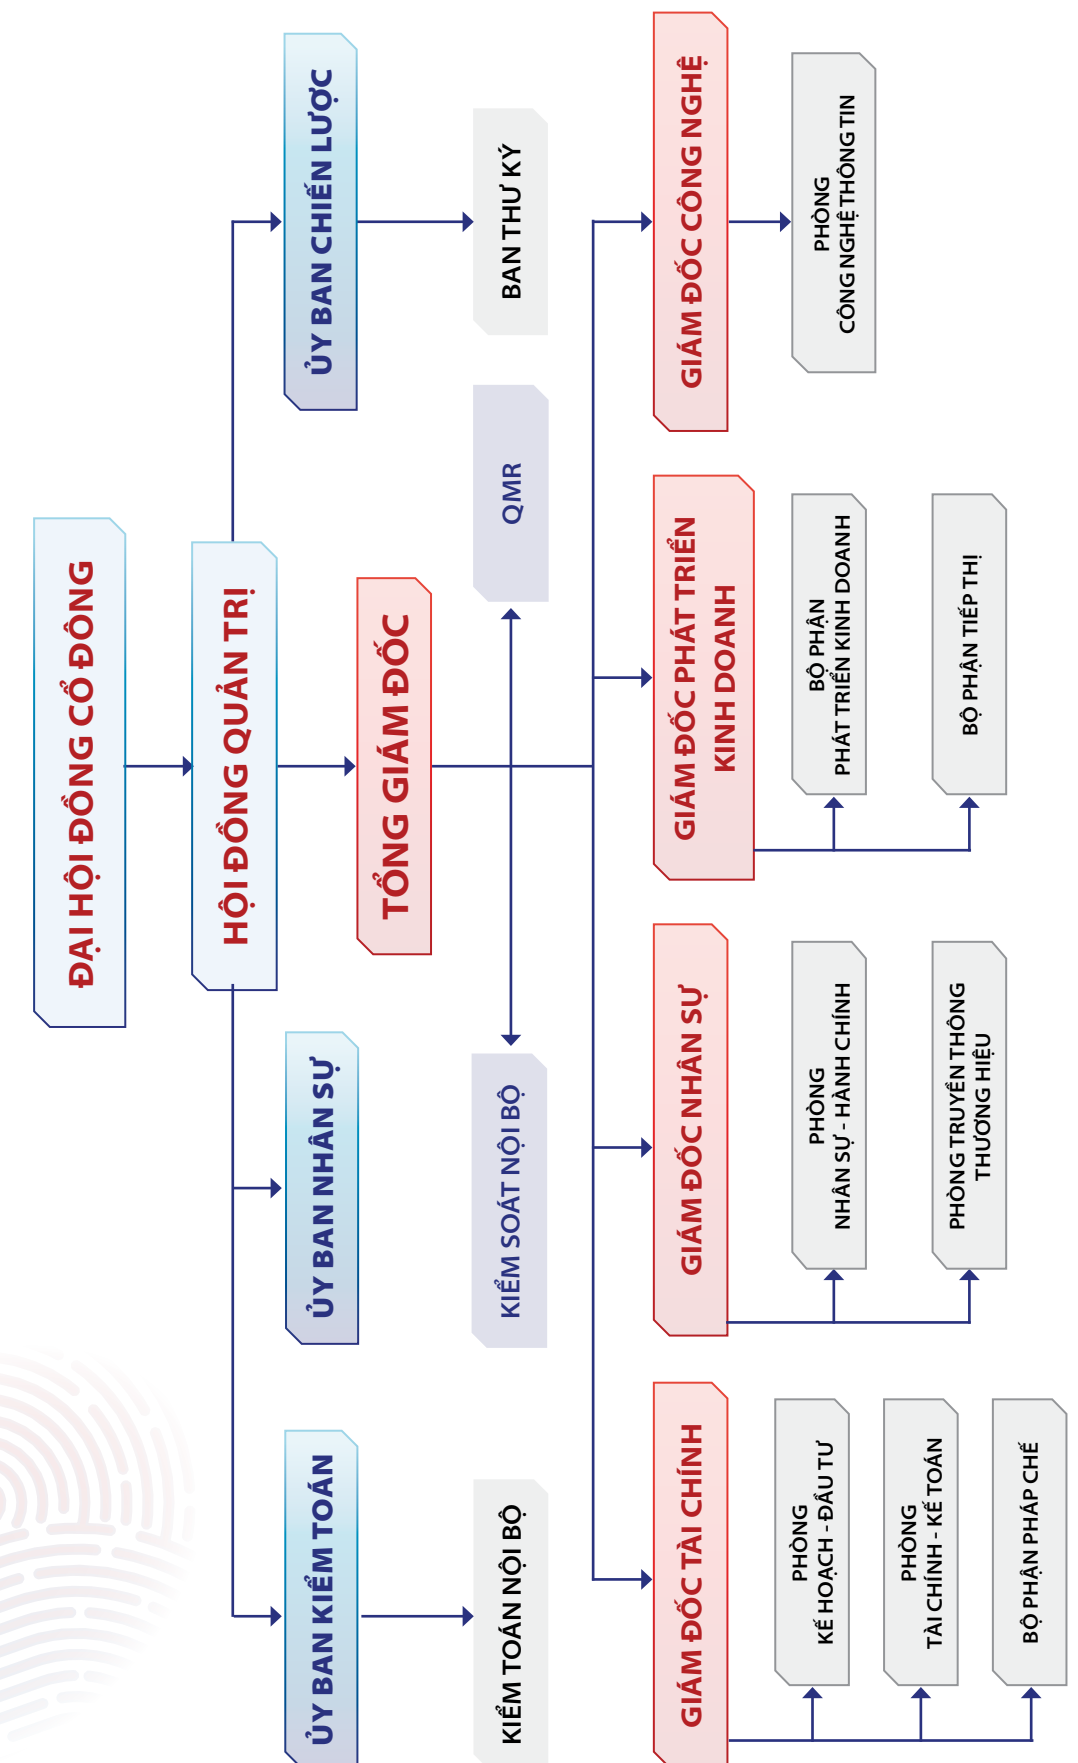 ĐẠI HỘI ĐỒNG CỔ ĐÔNG
HỘI ĐỒNG QUẢN TRỊ
ỦY BAN KIỂM TOÁN
ỦY BAN NHÂN SỰ
TỔNG GIÁM ĐỐC
ỦY BAN CHIẾN LƯỢC
KIỂM TOÁN NỘI BỘ
KIỂM SOÁT NỘI BỘ
QMR
BAN THƯ KÝ
GIÁM ĐỐC TÀI CHÍNH
GIÁM ĐỐC NHÂN SỰ
GIÁM ĐỐC PHÁT TRIỂN
KINH DOANH
GIÁM ĐỐC CÔNG NGHỆ
PHÒNG
KẾ HOẠCH - ĐẦU TƯ
PHÒNG
TÀI CHÍNH - KẾ TOÁN
BỘ PHẬN PHÁP CHẾ
PHÒNG
NHÂN SỰ - HÀNH CHÍNH
PHÒNG TRUYỀN THÔNG
THƯƠNG HIỆU
BỘ PHẬN
PHÁT TRIỂN KINH DOANH
BỘ PHẬN TIẾP THỊ
PHÒNG
CÔNG NGHỆ THÔNG TIN